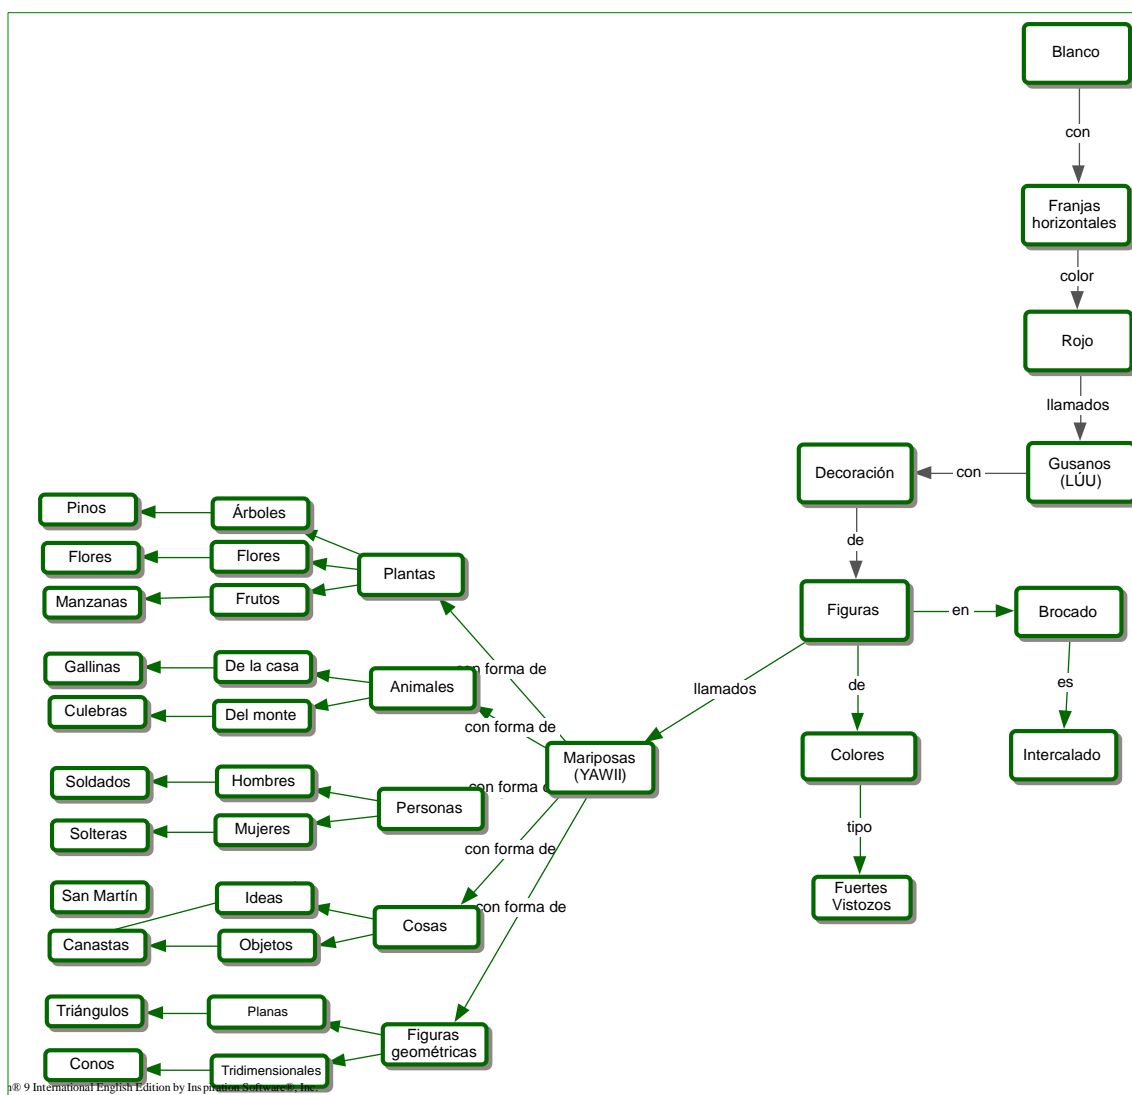 Blanco
con
Franjas
horizontales
color
Rojo
llamados
Gusanos
(LÚU)
con
Decoración
de
Figuras
en
Brocado
es
Intercalado
de
Colores
tipo
Fuertes
Vistozos
llamados
Mariposas
(YAWII)
con forma de
Plantas
Árboles
Pinos
Flores
Flores
Frutos
Manzanas
con forma de
Animales
De la casa
Gallinas
Del monte
Culebras
con forma
Personas
Hombres
Soldados
Mujeres
Solteras
con forma de
Cosas
Ideas
San Martín
Objetos
Canastas
con forma de
Figuras
geométricas
Planas
Triángulos
Tridimensionales
Conos
® 9 International English Edition by Inspiration Software®, Inc.